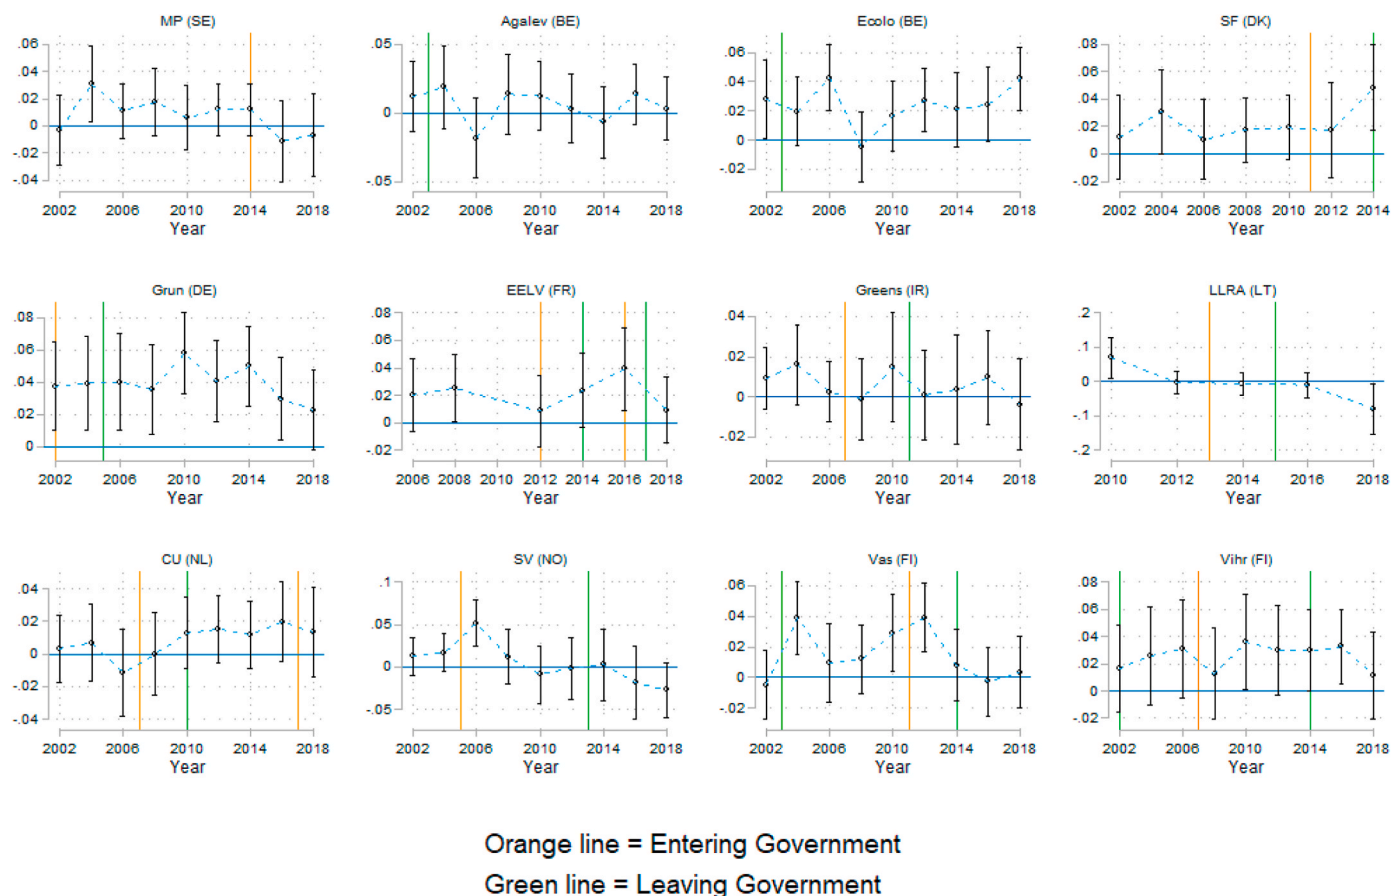 MP (SE)
.06
.04
.02
0
-.02
-.04
2002 2006 2010 2014 2018
Year
Agalev (BE)
.05
0
-.05
2002 2006 2010 2014 2018
Year
Ecolo (BE)
.06
.04
.02
0
-.02
2002 2006 2010 2014 2018
Year
SF (DK)
.08
.06
.04
.02
0
-.02
2002 2004 2006 2008 2010 2012 2014
Year
Grun (DE)
.08
.06
.04
.02
0
2002 2006 2010 2014 2018
Year
EELV (FR)
.08
.06
.04
.02
0
-.02
2006 2008 2010 2012 2014 2016 2018
Year
Greens (IR)
.04
.02
0
-.02
2002 2006 2010 2014 2018
Year
LLRA (LT)
.2
.1
0
-.1
-.2
2010 2012 2014 2016 2018
Year
CU (NL)
.04
.02
0
-.02
-.04
2002 2006 2010 2014 2018
Year
SV (NO)
.1
.05
0
-.05
2002 2006 2010 2014 2018
Year
Vas (FI)
.06
.04
.02
0
-.02
2002 2006 2010 2014 2018
Year
Vihr (FI)
.08
.06
.04
.02
0
-.02
2002 2006 2010 2014 2018
Year
Orange line = Entering Government
Green line = Leaving Government